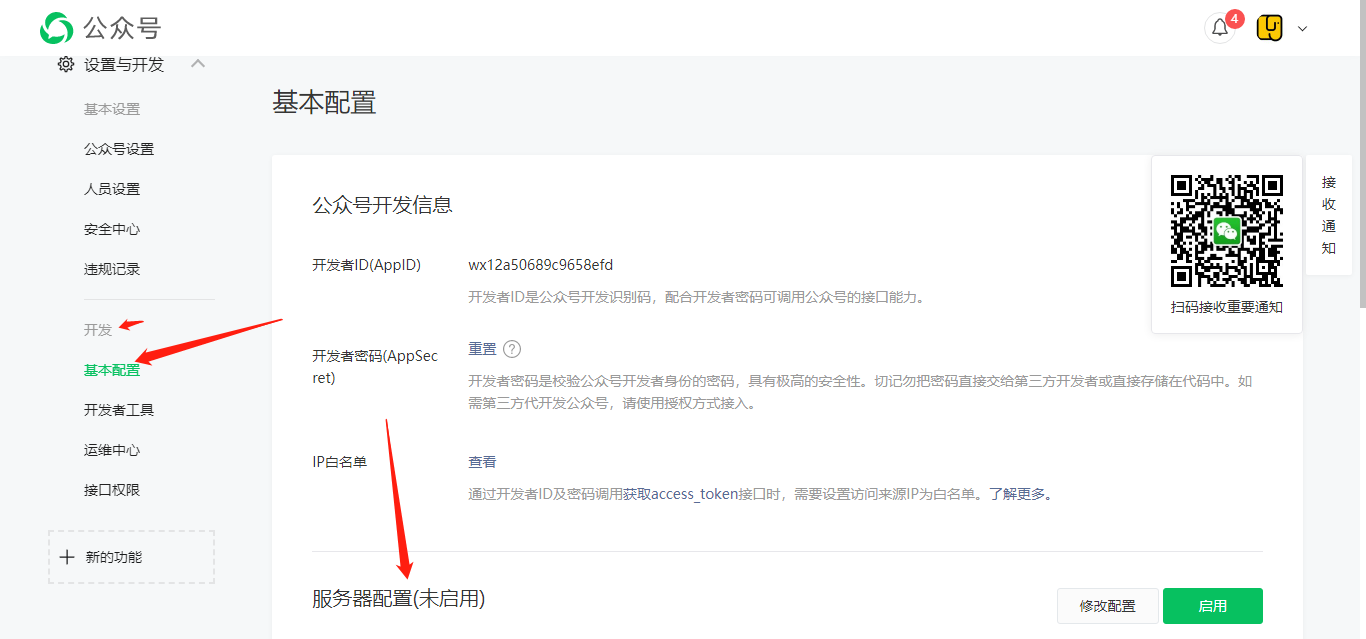 公众号
4
设置与开发
基本设置
公众号设置
人员设置
安全中心
违规记录
开发
基本配置
开发者工具
运维中心
接口权限
新的功能
基本配置
公众号开发信息
开发者ID(AppID)
wx12a50689c9658efd
开发者ID是公众号开发识别码，配合开发者密码可调用公众号的接口能力。
开发者密码(AppSec
ret)
重置
?
开发者密码是校验公众号开发者身份的密码，具有极高的安全性。切记勿把密码直接交给第三方开发者或直接存储在代码中。如
需第三方代开发公众号，请使用授权方式接入。
IP白名单
查看
通过开发者ID及密码调用获取access_token接口时，需要设置访问来源IP为白名单。了解更多。
服务器配置(未启用)
修改配置
启用
扫码接收重要通知
接
收
通
知